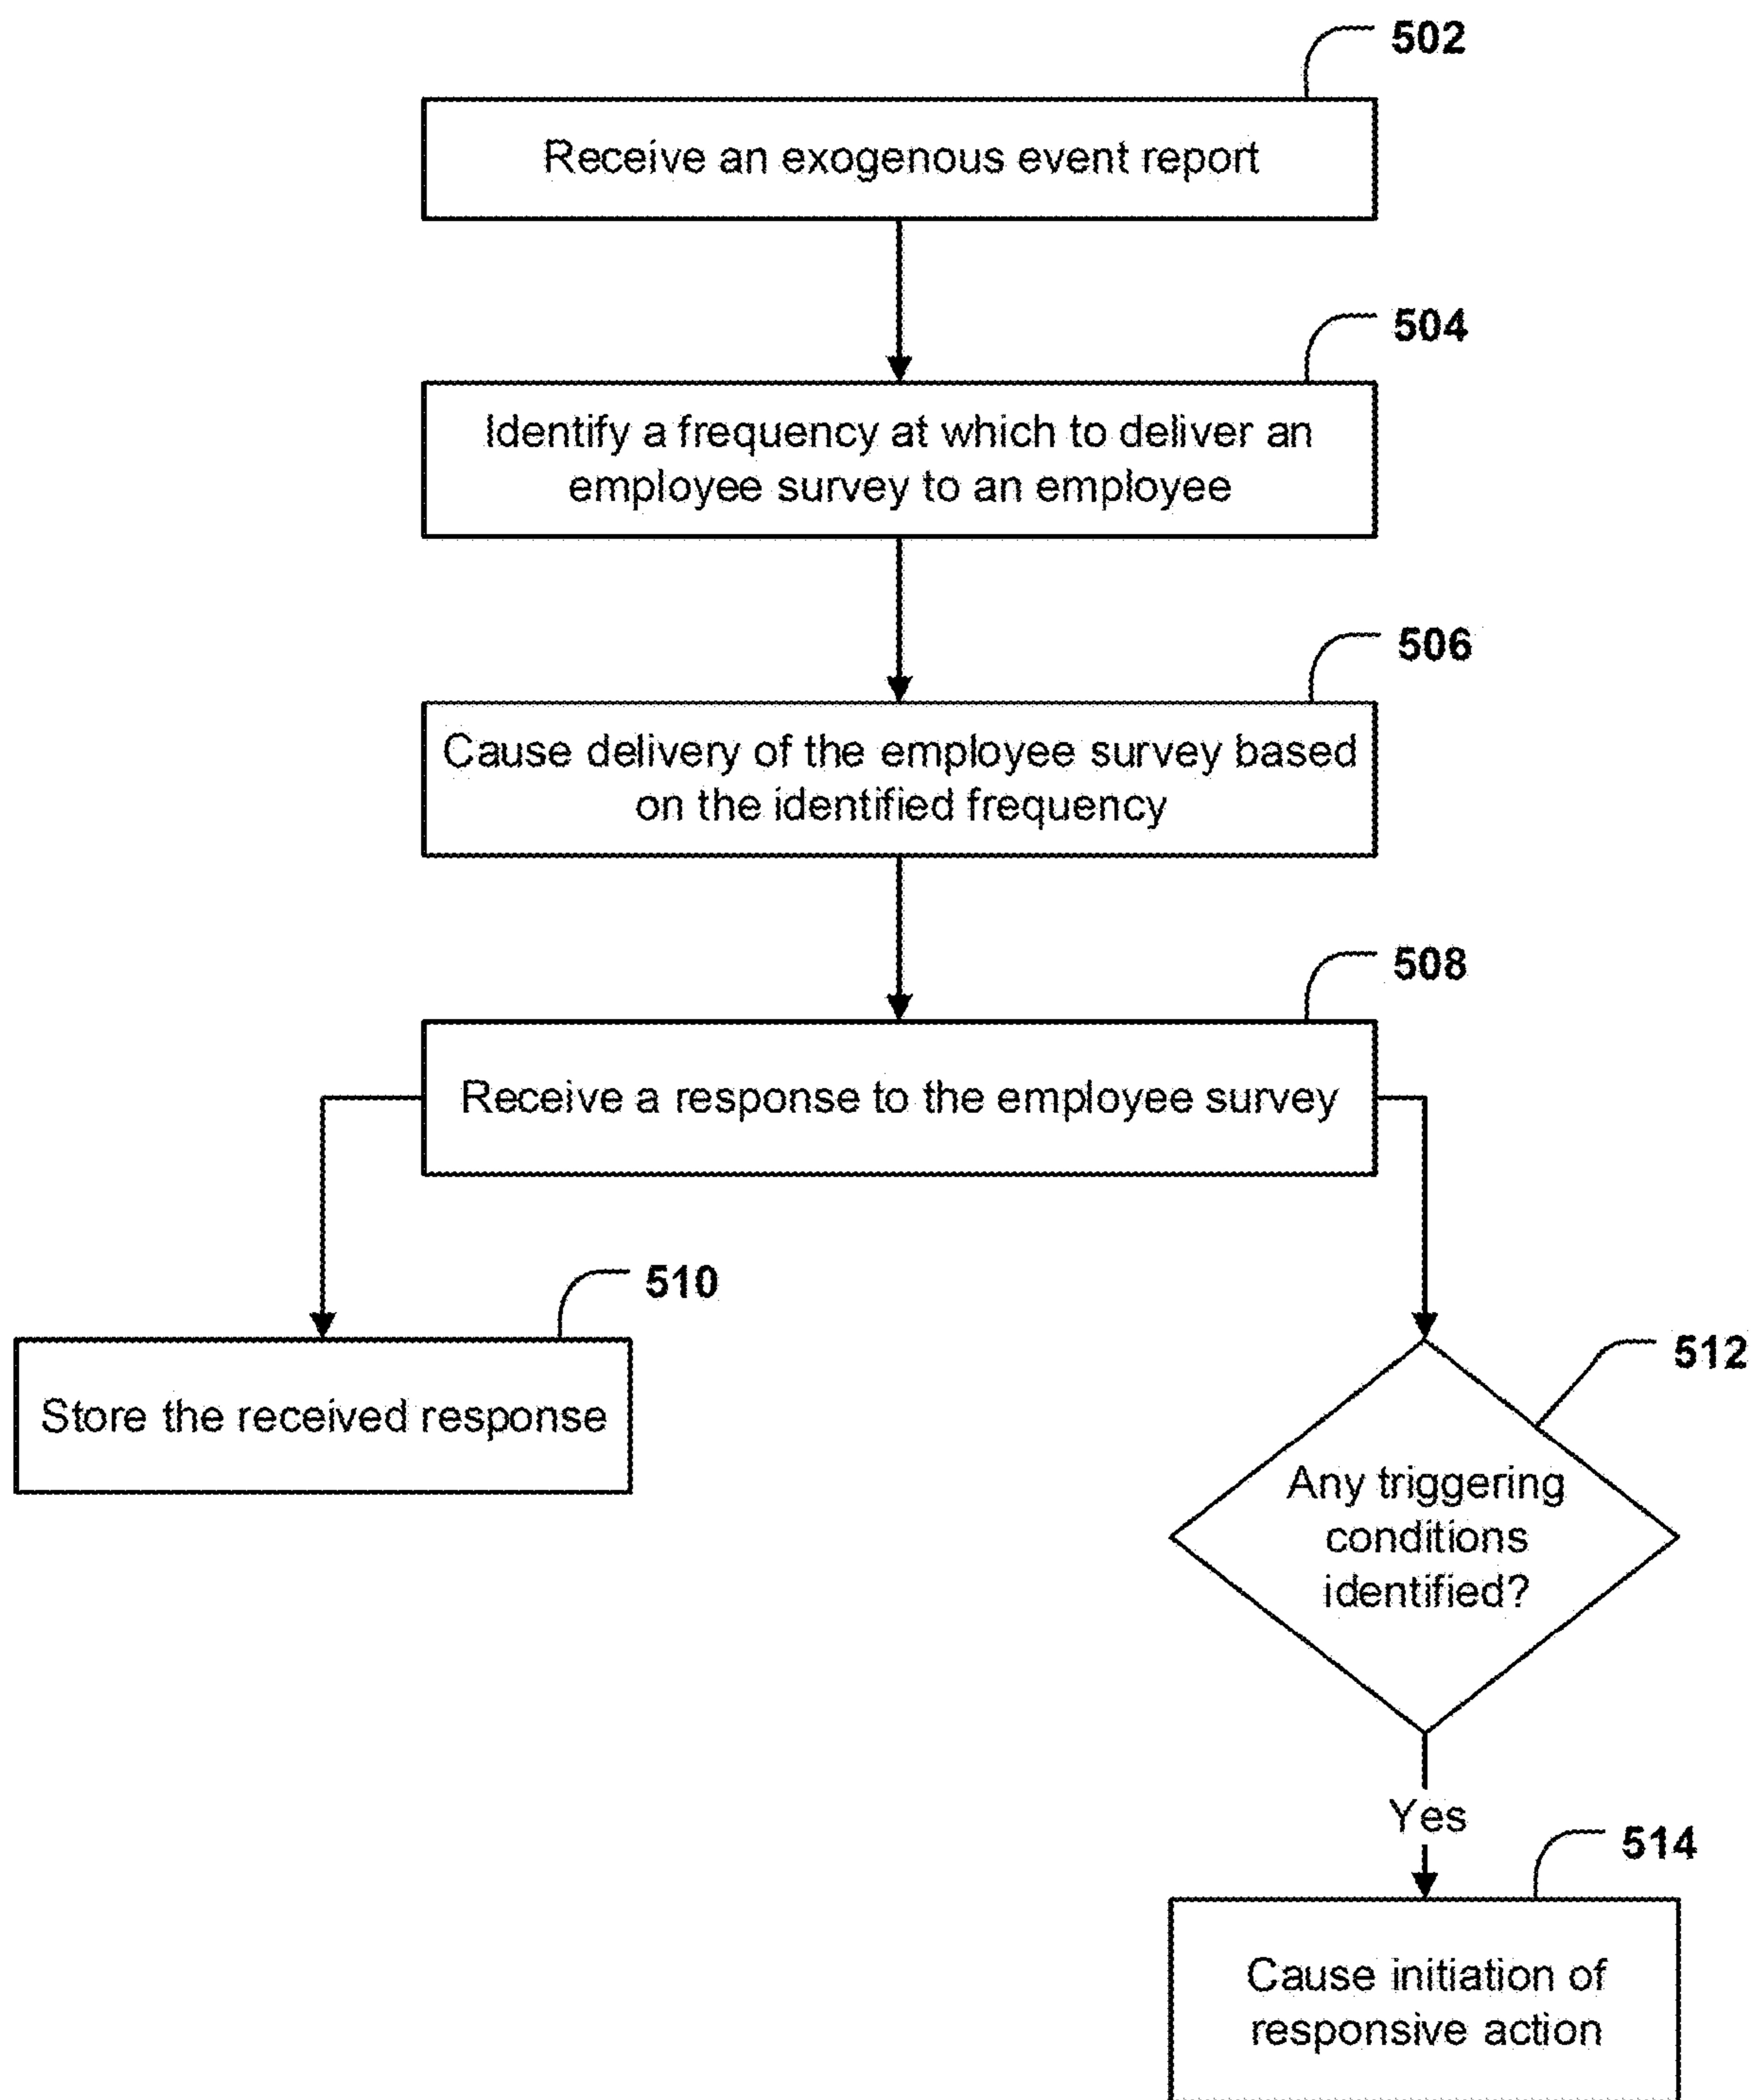 502
Receive an exogenous event report
504
Identify a frequency at which to deliver an
employee survey to an employee
506
Cause delivery of the employee survey based
on the identified frequency
508
Receive a response to the employee survey
510
Store the received response
512
Any triggering
conditions
identified?
Yes
514
Cause initiation of
responsive action